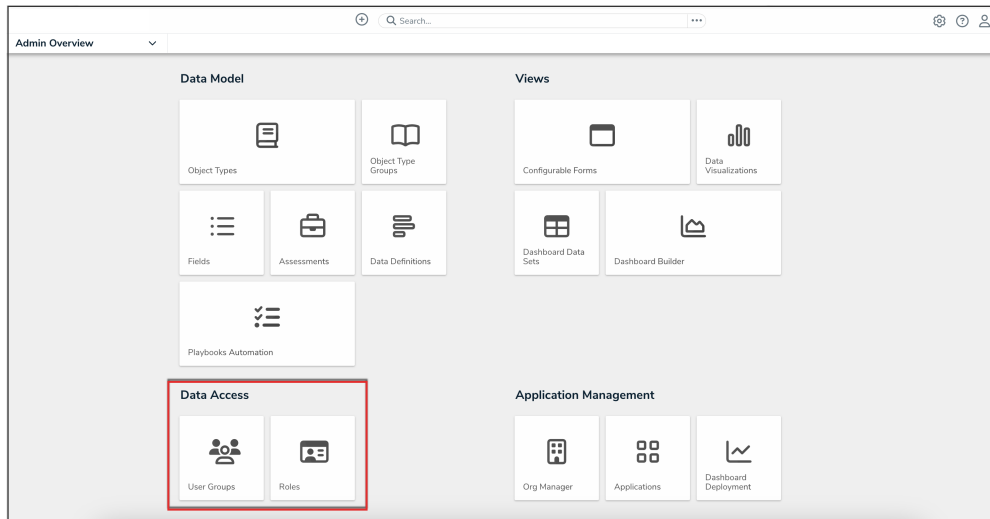 Search...
Admin Overview
Data Model
Object Types
Object Type
Groups
Fields
Assessments
Data Definitions
Playbooks Automation
Views
Configurable Forms
Data
Visualizations
Dashboard Data
Sets
Dashboard Builder
Data Access
User Groups
Roles
Application Management
Org Manager
Applications
Dashboard
Deployment